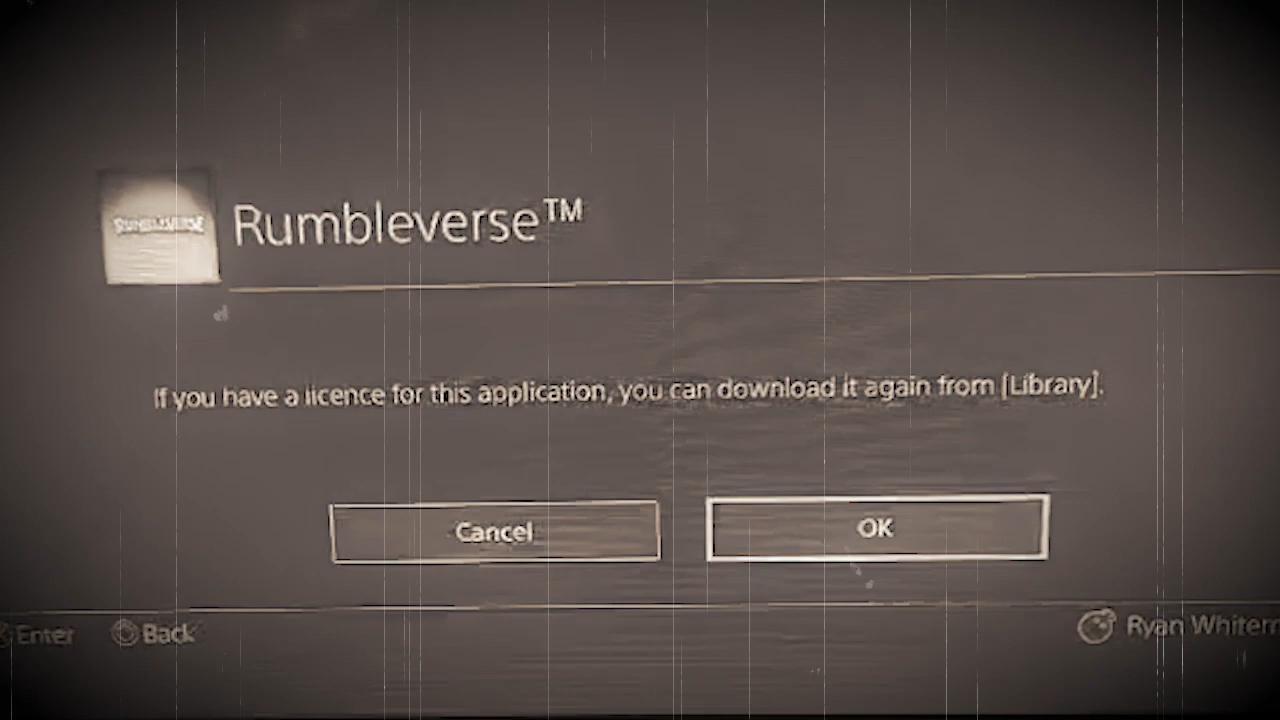 RUMBLEVERSE
Rumbleverse™
If you have a licence for this application, you can download it again from [Library].
Cancel
OK
Enter
Back
Ryan